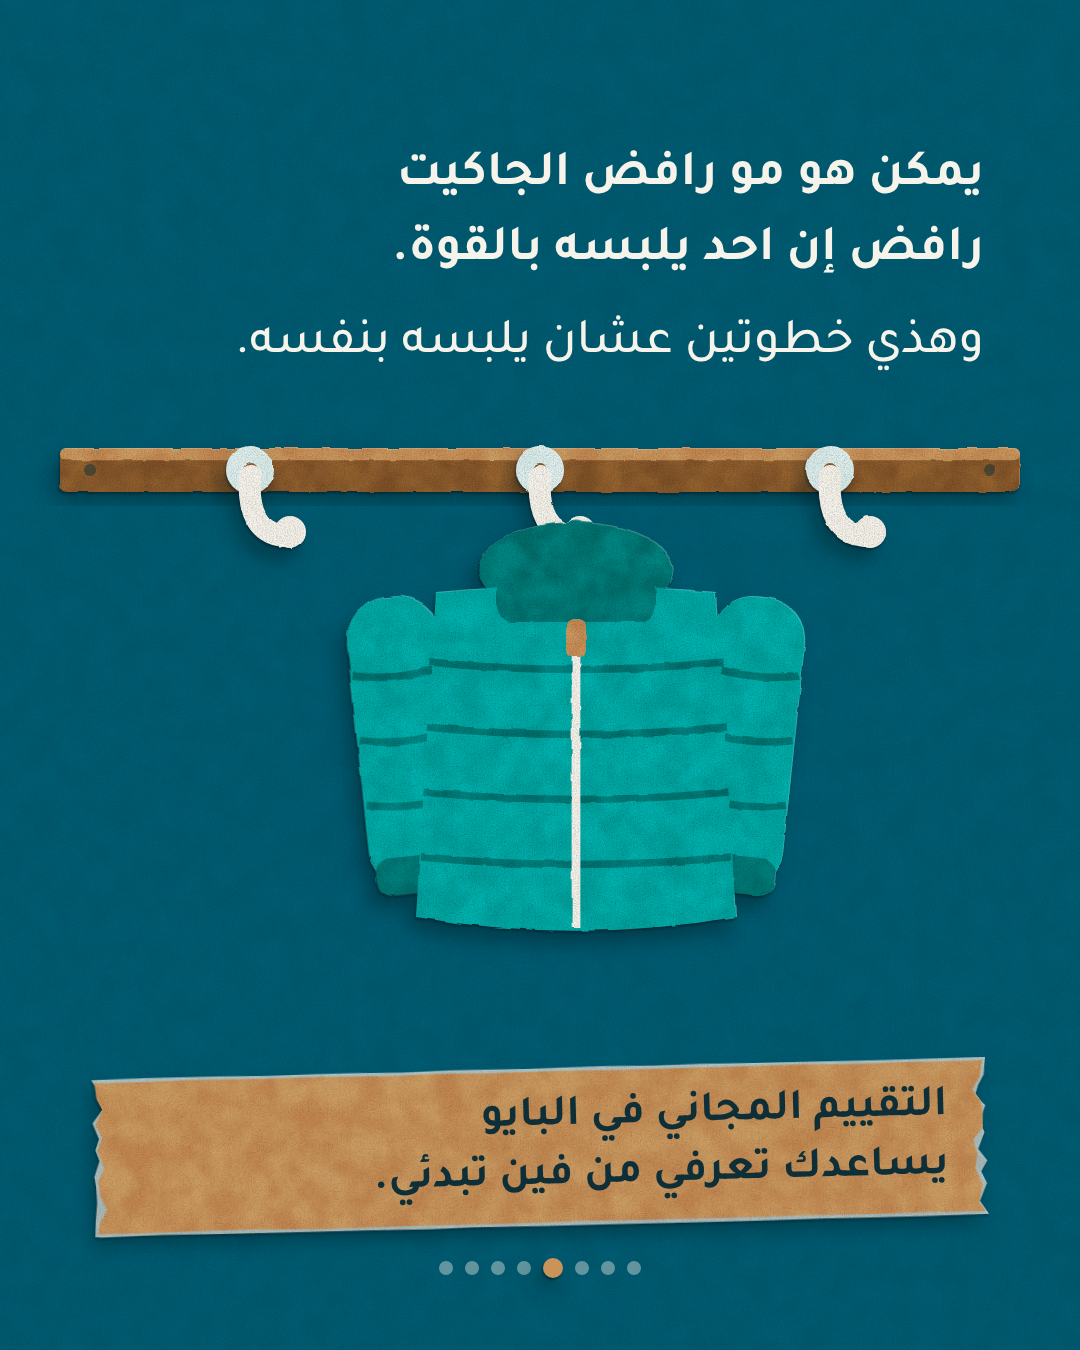 يمكن هو مو رافض الجاكيت
رافض إن احد يلبسه بالقوة.
وهذي خطوتين عشان يلبسه بنفسه.
التقييم المجاني في البايو
يساعدك تعرفي من فين تبدئي.